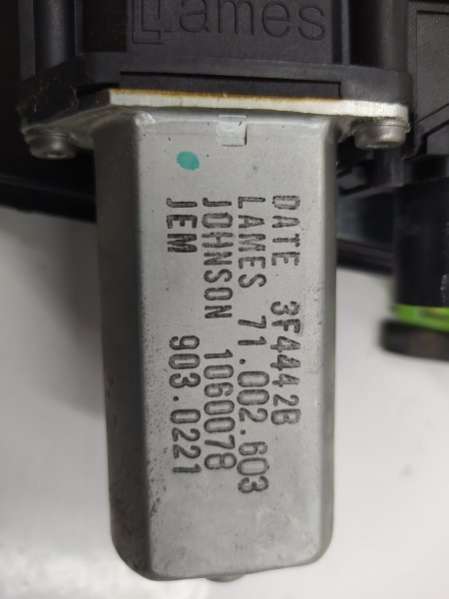 Lames
DATE 3F4442B
LAMES 71.002.603
JOHNSON 1060078
JEM 903.0221